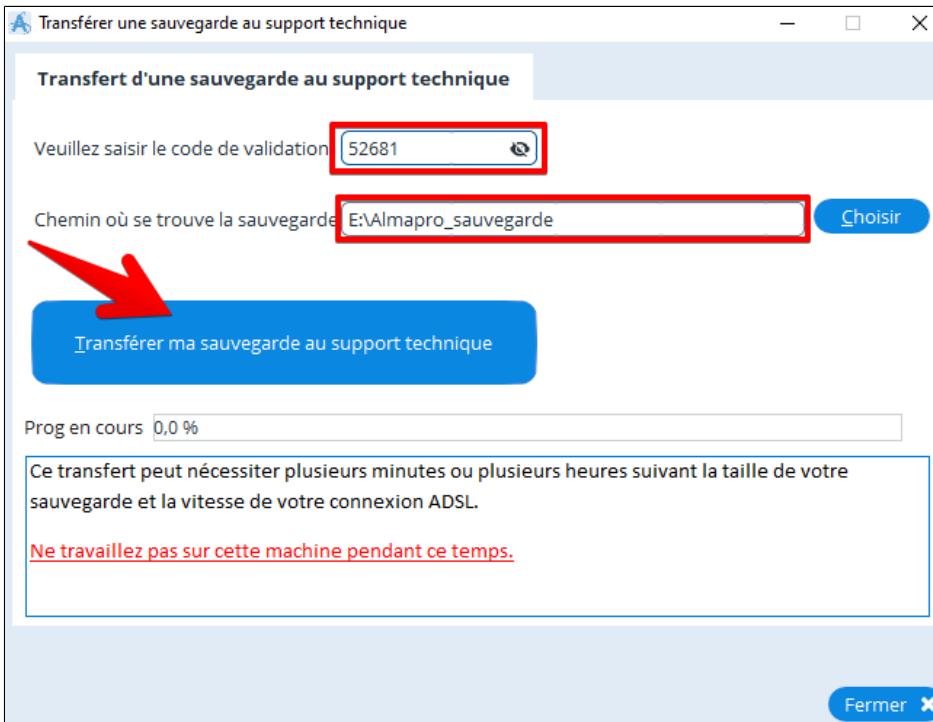 Transférer une sauvegarde au support technique
Transfert d'une sauvegarde au support technique
Veuillez saisir le code de validation 52681
Chemin où se trouve la sauvegarde E:\Almapro_sauvegarde Choisir
Transférer ma sauvegarde au support technique
Prog en cours 0,0 %
Ce transfert peut nécessiter plusieurs minutes ou plusieurs heures suivant la taille de votre
sauvegarde et la vitesse de votre connexion ADSL.
Ne travaillez pas sur cette machine pendant ce temps.
Fermer